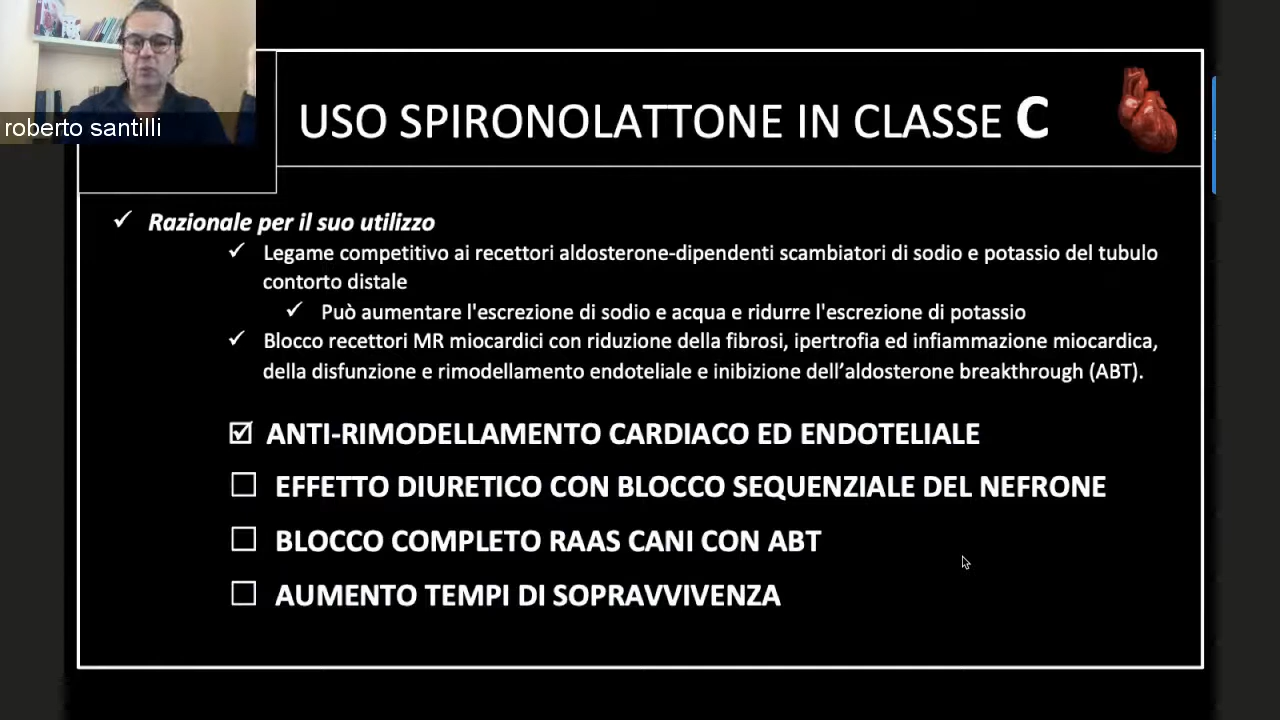 roberto santilli
USO SPIRONOLATTONE IN CLASSE C
Razionale per il suo utilizzo
Legame competitivo ai recettori aldosterone-dipendenti scambiatori di sodio e potassio del tubulo
contorto distale
Può aumentare l'escrezione di sodio e acqua e ridurre l'escrezione di potassio
Blocco recettori MR miocardici con riduzione della fibrosi, ipertrofia ed infiammazione miocardica,
della disfunzione e rimodellamento endoteliale e inibizione dell’aldosterone breakthrough (ABT).
ANTI-RIMODELLAMENTO CARDIACO ED ENDOTELIALE
EFFETTO DIURETICO CON BLOCCO SEQUENZIALE DEL NEFRONE
BLOCCO COMPLETO RAAS CANI CON ABT
AUMENTO TEMPI DI SOPRAVVIVENZA